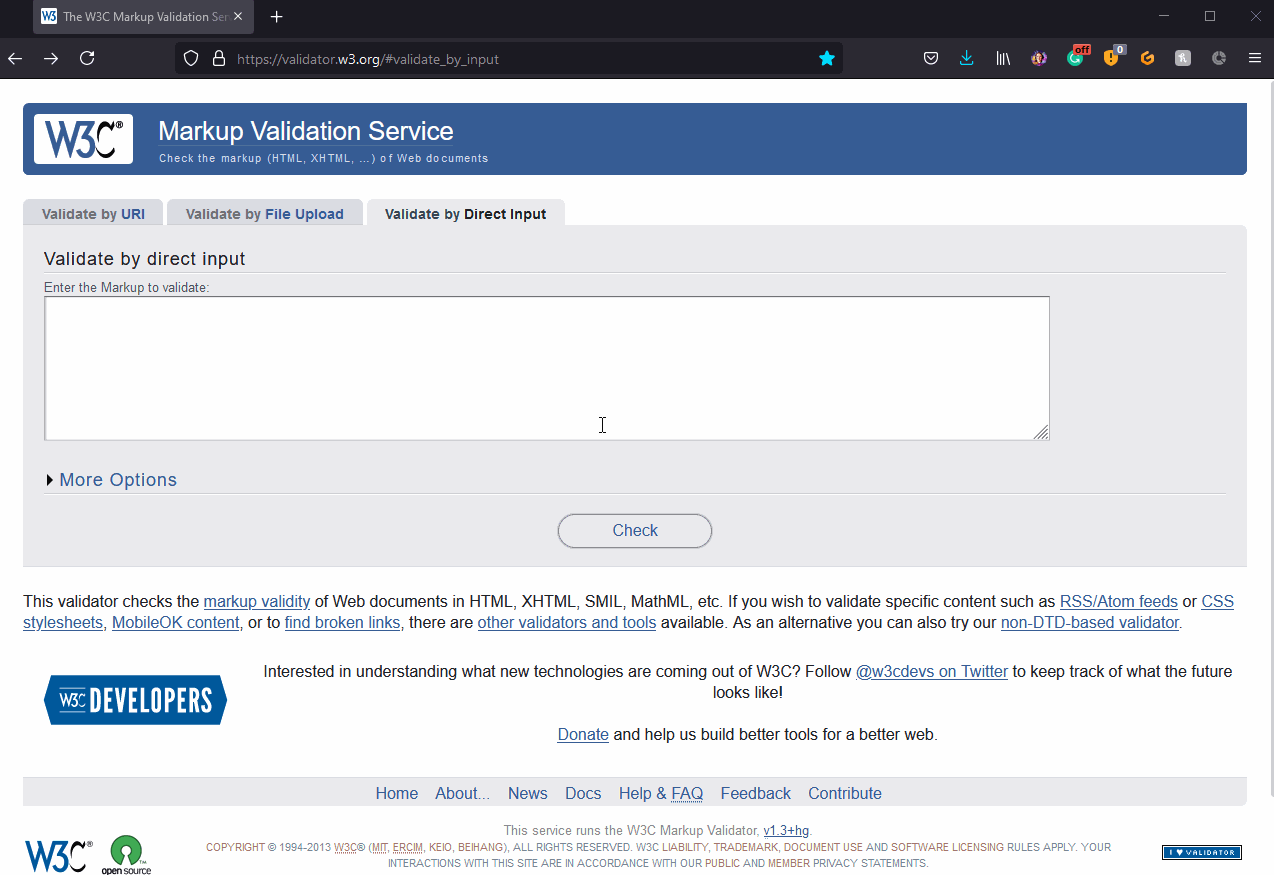 The W3C Markup Validation Ser
https://validator.w3.org/#validate_by_input
off
0
W3C®
Markup Validation Service
Check the markup (HTML, XHTML, …) of Web documents
Validate by URI
Validate by File Upload
Validate by Direct Input
Validate by direct input
Enter the Markup to validate:
More Options
Check
This validator checks the markup validity of Web documents in HTML, XHTML, SMIL, MathML, etc. If you wish to validate specific content such as RSS/Atom feeds or CSS
stylesheets, MobileOK content, or to find broken links, there are other validators and tools available. As an alternative you can also try our non-DTD-based validator.
Interested in understanding what new technologies are coming out of W3C? Follow @w3cdevs on Twitter to keep track of what the future
looks like!
W3C DEVELOPERS
Donate and help us build better tools for a better web.
Home About... News Docs Help & FAQ Feedback Contribute
This service runs the W3C Markup Validator, v1.3+hg.
COPYRIGHT © 1994-2013 W3C® (MIT, ERCIM, KEIO, BEIHANG), ALL RIGHTS RESERVED. W3C LIABILITY, TRADEMARK, DOCUMENT USE AND SOFTWARE LICENSING RULES APPLY. YOUR
INTERACTIONS WITH THIS SITE ARE IN ACCORDANCE WITH OUR PUBLIC AND MEMBER PRIVACY STATEMENTS.
W3C®
open source
I ♥ VALIDATOR